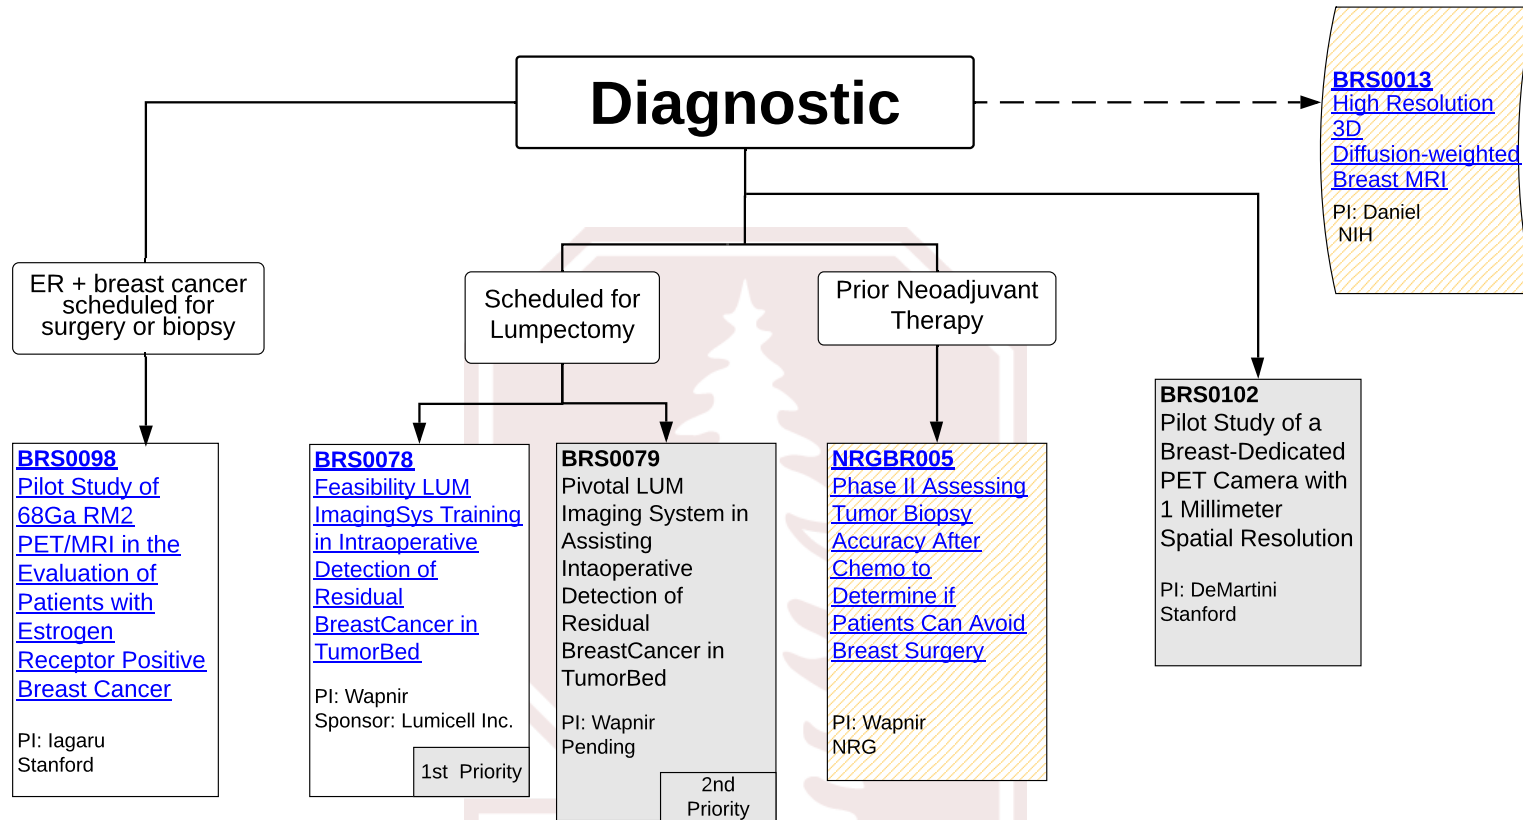 Diagnostic
BRS0013
High Resolution
3D
Diffusion-weighted
Breast MRI
PI: Daniel
NIH
ER + breast cancer
scheduled for
surgery or biopsy
Scheduled for
Lumpectomy
Prior Neoadjuvant
Therapy
BRS0098
Pilot Study of
68Ga RM2
PET/MRI in the
Evaluation of
Patients with
Estrogen
Receptor Positive
Breast Cancer
PI: Iagaru
Stanford
BRS0078
Feasibility LUM
ImagingSys Training
in Intraoperative
Detection of
Residual
BreastCancer in
TumorBed
PI: Wapnir
Sponsor: Lumicell Inc.
1st Priority
BRS0079
Pivotal LUM
Imaging System in
Assisting
Intaoperative
Detection of
Residual
BreastCancer in
TumorBed
PI: Wapnir
Pending
2nd
Priority
NRGBR005
Phase II Assessing
Tumor Biopsy
Accuracy After
Chemo to
Determine if
Patients Can Avoid
Breast Surgery
PI: Wapnir
NRG
BRS0102
Pilot Study of a
Breast-Dedicated
PET Camera with
1 Millimeter
Spatial Resolution
PI: DeMartini
Stanford